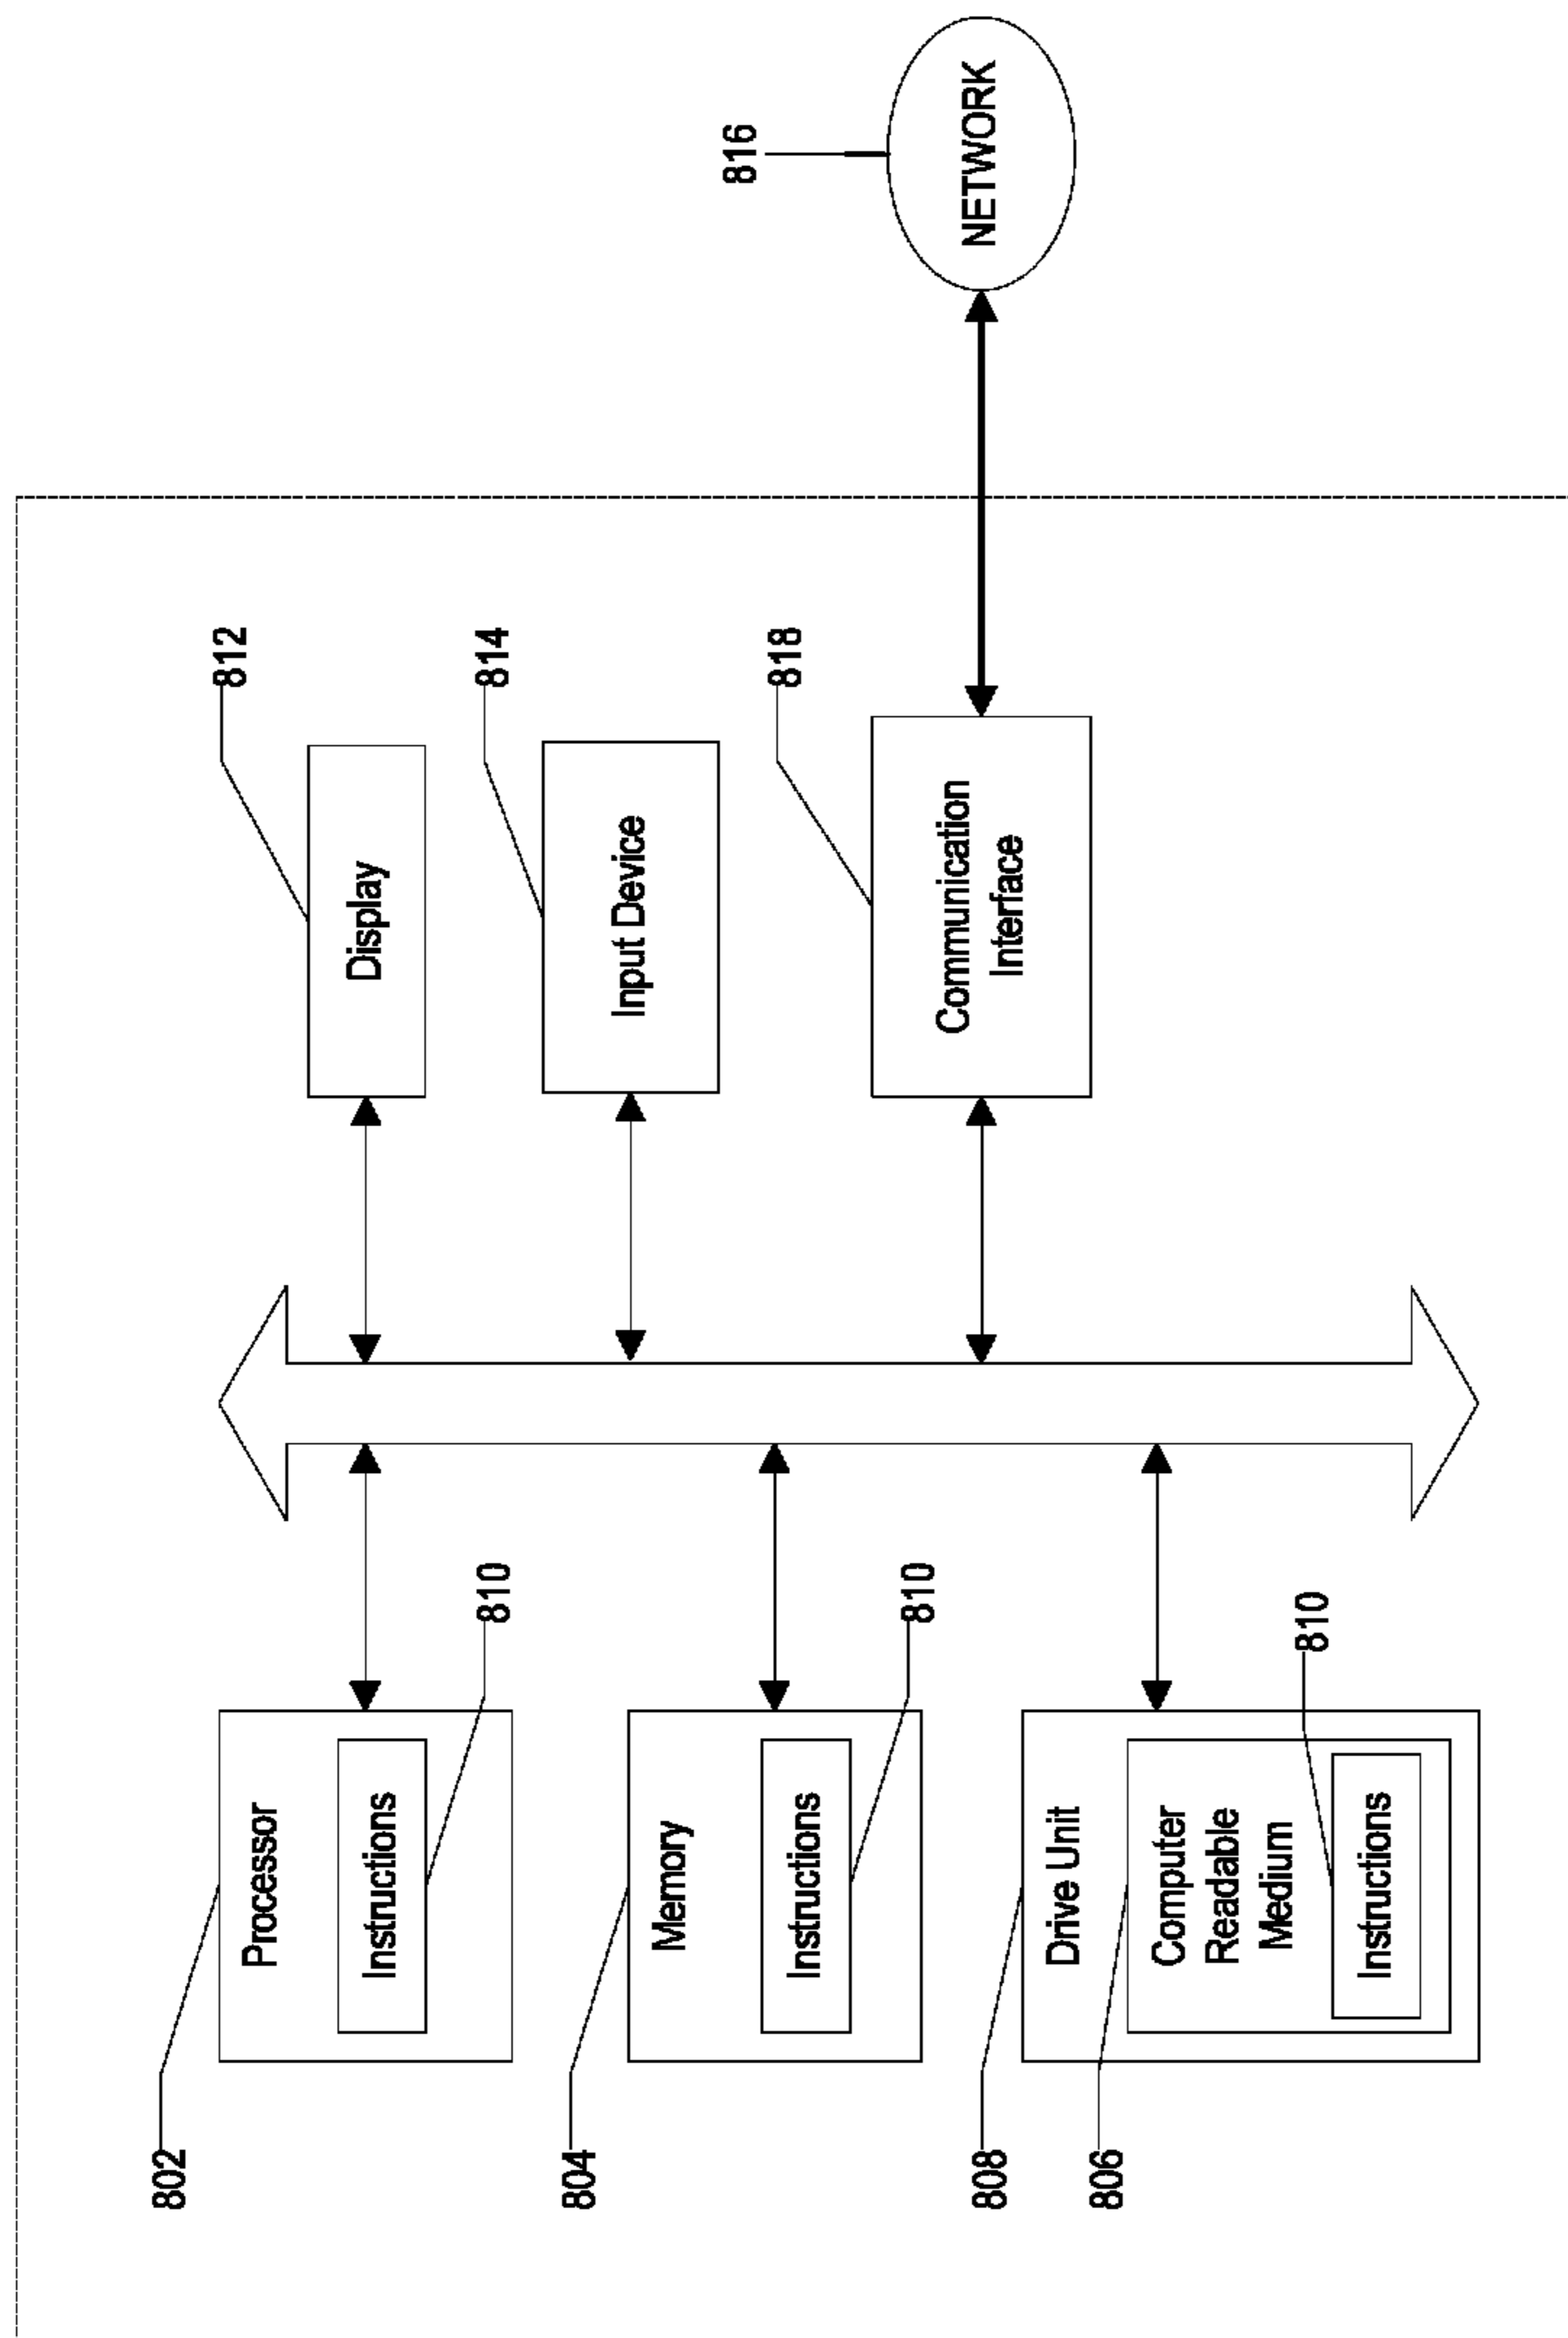 802
Processor
Instructions
810
812
Display
804
Memory
Instructions
810
814
Input Device
808
Drive Unit
806
Computer
Readable
Medium
Instructions
810
818
Communication
Interface
816
NETWORK